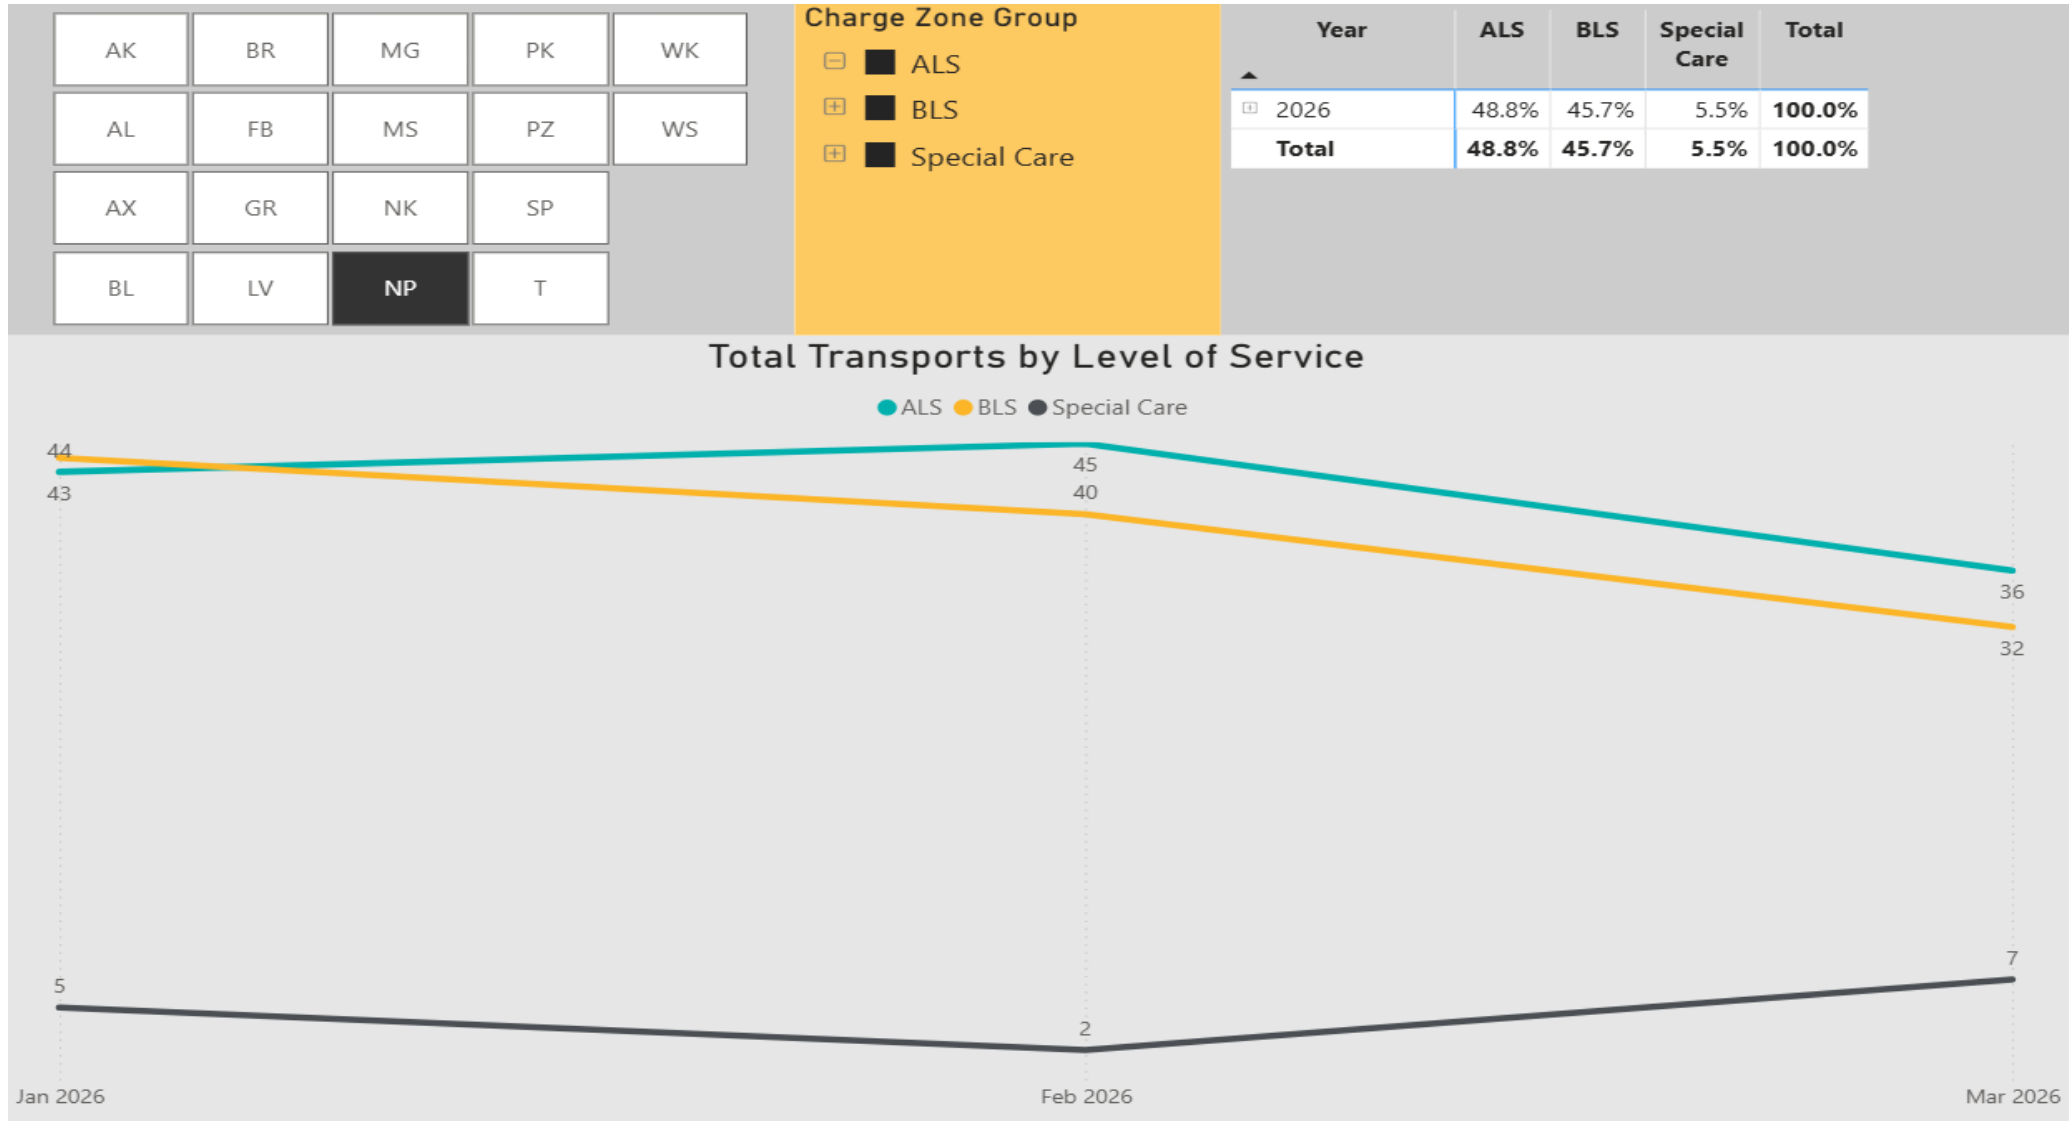 AK BR MG PK WK
AL FB MS PZ WS
AX GR NK SP
BL LV NP T
Charge Zone Group
ALS
BLS
Special Care
Year ALS BLS Special Care Total
2026 48.8% 45.7% 5.5% 100.0%
Total 48.8% 45.7% 5.5% 100.0%
Total Transports by Level of Service
ALS BLS Special Care
44
43
45
40
36
32
5
2
7
Jan 2026 Feb 2026 Mar 2026